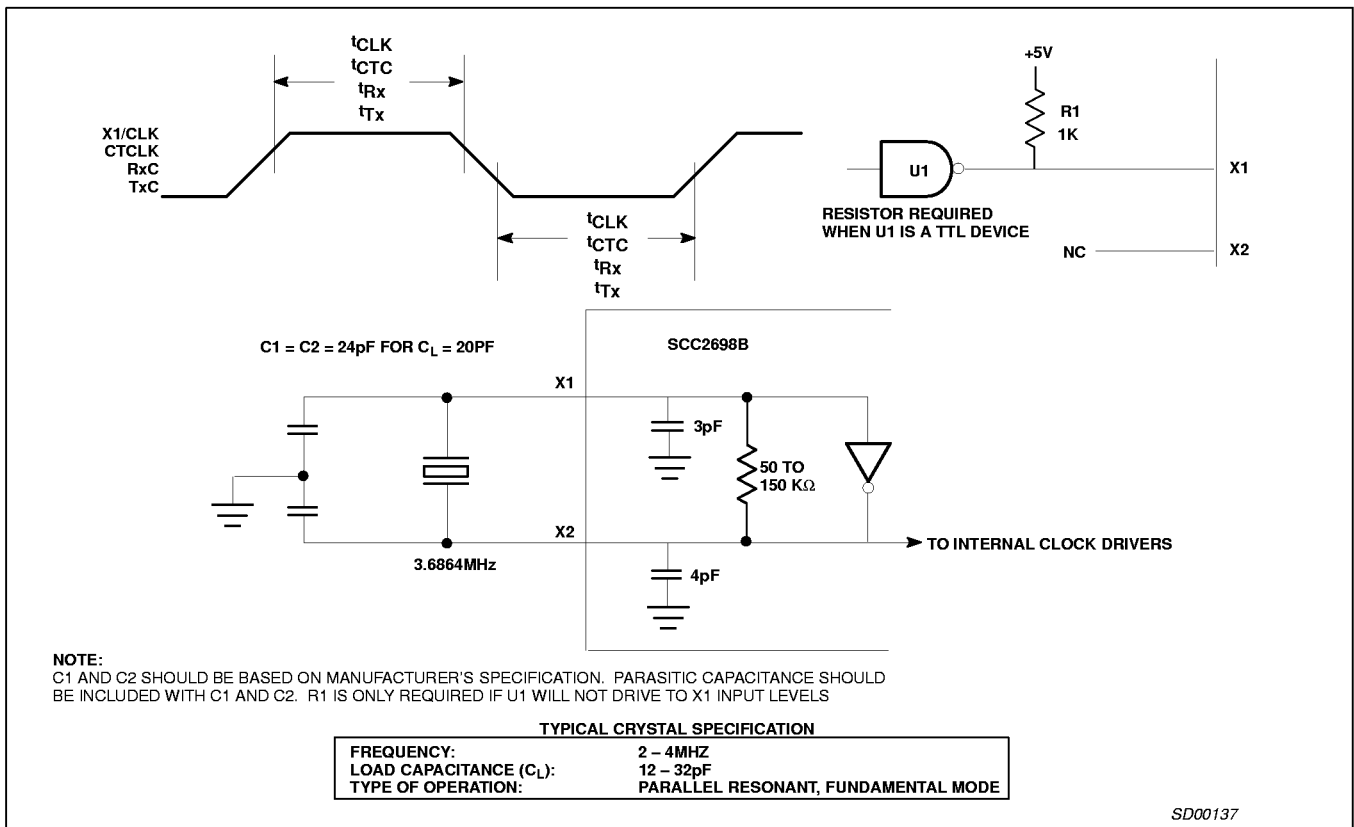 tCLK
tCTC
tRx
tTx
X1/CLK
CTCLK
RxC
TxC
tCLK
tCTC
tRx
tTx
+5V
R1
1K
U1
X1
RESISTOR REQUIRED
WHEN U1 IS A TTL DEVICE
NC
X2
C1 = C2 = 24pF FOR CL = 20PF
SCC2698B
X1
3pF
50 TO
150 KΩ
X2
3.6864MHz
4pF
TO INTERNAL CLOCK DRIVERS
NOTE:
C1 AND C2 SHOULD BE BASED ON MANUFACTURER'S SPECIFICATION. PARASITIC CAPACITANCE SHOULD
BE INCLUDED WITH C1 AND C2. R1 IS ONLY REQUIRED IF U1 WILL NOT DRIVE TO X1 INPUT LEVELS
TYPICAL CRYSTAL SPECIFICATION
FREQUENCY: 2 – 4MHZ
LOAD CAPACITANCE (CL): 12 – 32pF
TYPE OF OPERATION: PARALLEL RESONANT, FUNDAMENTAL MODE
SD00137